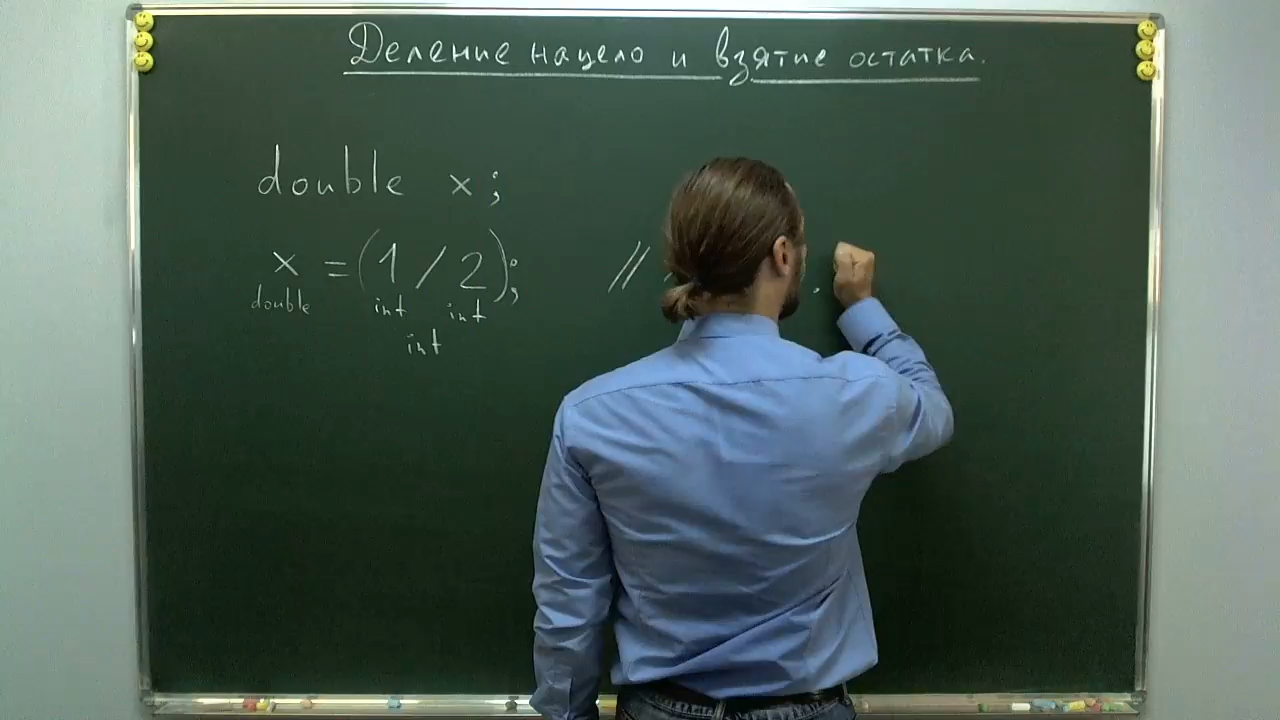 Деление нацело и взятие остатка.
double x;
x = (1 / 2); //
double int int
int